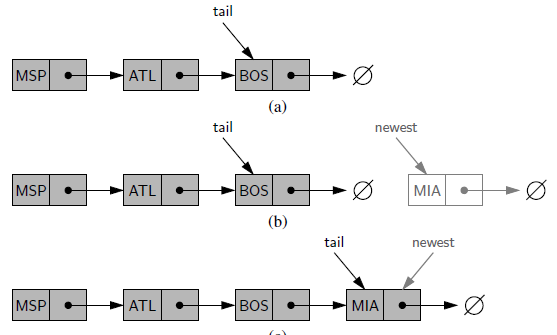 tail
MSP ATL BOS ∅
(a)
tail newest
MSP ATL BOS ∅ MIA ∅
(b)
tail newest
MSP ATL BOS MIA ∅